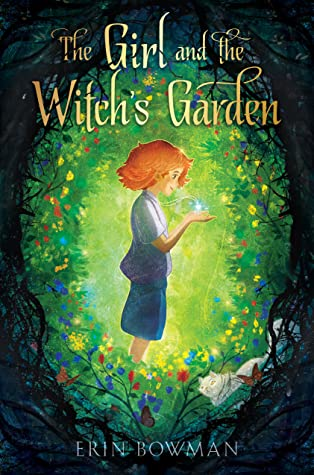 The Girl and the
Witch's Garden
ERIN BOWMAN